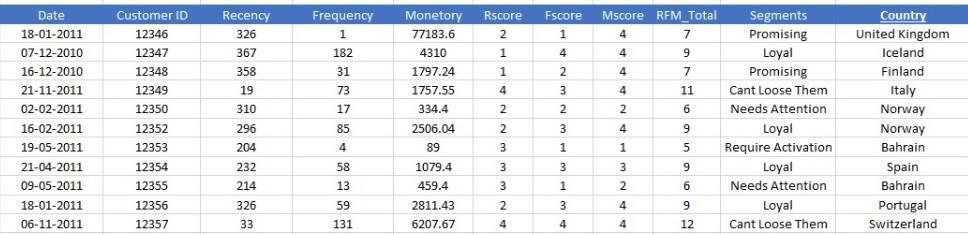 Date Customer ID Recency Frequency Monetory Rscore Fscore Mscore RFM_Total Segments Country
18-01-2011 12346 326 1 77183.6 2 1 4 7 Promising United Kingdom
07-12-2010 12347 367 182 4310 1 4 4 9 Loyal Iceland
16-12-2010 12348 358 31 1797.24 1 2 4 7 Promising Finland
21-11-2011 12349 19 73 1757.55 4 3 4 11 Cant Loose Them Italy
02-02-2011 12350 310 17 334.4 2 2 2 6 Needs Attention Norway
16-02-2011 12352 296 85 2506.04 2 3 4 9 Loyal Norway
19-05-2011 12353 204 4 89 3 1 1 5 Require Activation Bahrain
21-04-2011 12354 232 58 1079.4 3 3 3 9 Loyal Spain
09-05-2011 12355 214 13 459.4 3 1 2 6 Needs Attention Bahrain
18-01-2011 12356 326 59 2811.43 2 3 4 9 Loyal Portugal
06-11-2011 12357 33 131 6207.67 4 4 4 12 Cant Loose Them Switzerland